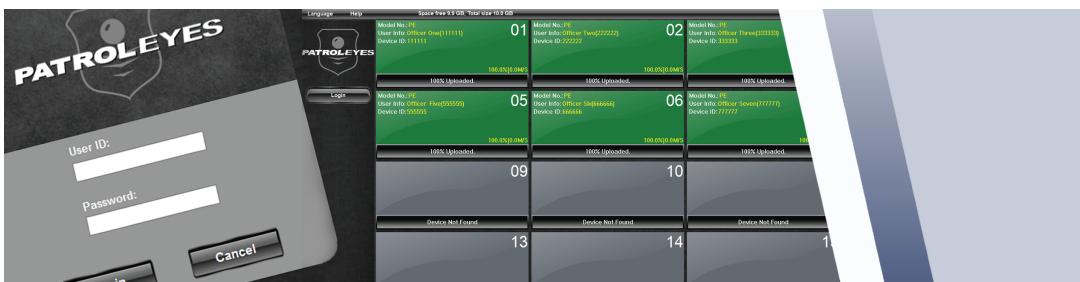 PATROLEYES
User ID:
Password:
Cancel
Language Help Space free 9.9 GB, Total size 10.0 GB
PATROLEYES
Login
Model No.: PE
User Info: Officer One(111111)
Device ID: 111111
01
100.0%|0.0M/S
100% Uploaded.
Model No.: PE
User Info: Officer Two(222222)
Device ID: 222222
02
100.0%|0.0M/S
100% Uploaded.
Model No.: PE
User Info: Officer Three(333333)
Device ID: 333333
100% Uploaded.
Model No.: PE
User Info: Officer Five(555555)
Device ID: 555555
05
100.0%|0.0M/S
100% Uploaded.
Model No.: PE
User Info: Officer Six(666666)
Device ID: 666666
06
100.0%|0.0M/S
100% Uploaded.
Model No.: PE
User Info: Officer Seven(777777)
Device ID: 777777
100% Uploaded.
09
Device Not Found
10
Device Not Found
Device Not Found
13
14